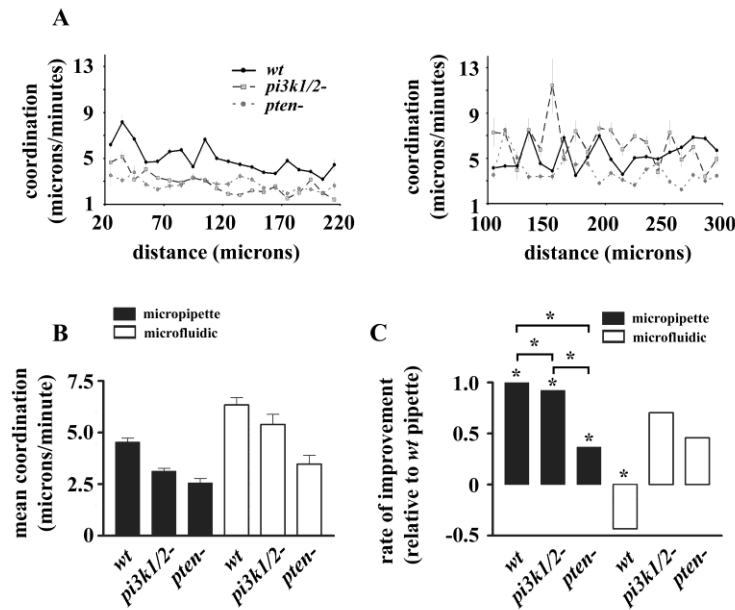 A
coordination
(microns/minutes)
13
9
5
1
wt
pi3k1/2-
pten-
20 70 120 170 220
distance (microns)
coordination
(microns/minutes)
13
9
5
1
100 150 200 250 300
distance (microns)
B
micropipette
microfluidic
mean coordination
(microns/minute)
7.5
5.0
2.5
0
wt pi3k1/2- pten- wt pi3k1/2- pten-
C
micropipette
microfluidic
rate of improvement
(relative to wt pipette)
1.0
0.5
0
-0.5
*
* *
* * * *
wt pi3k1/2- pten- wt pi3k1/2- pten-